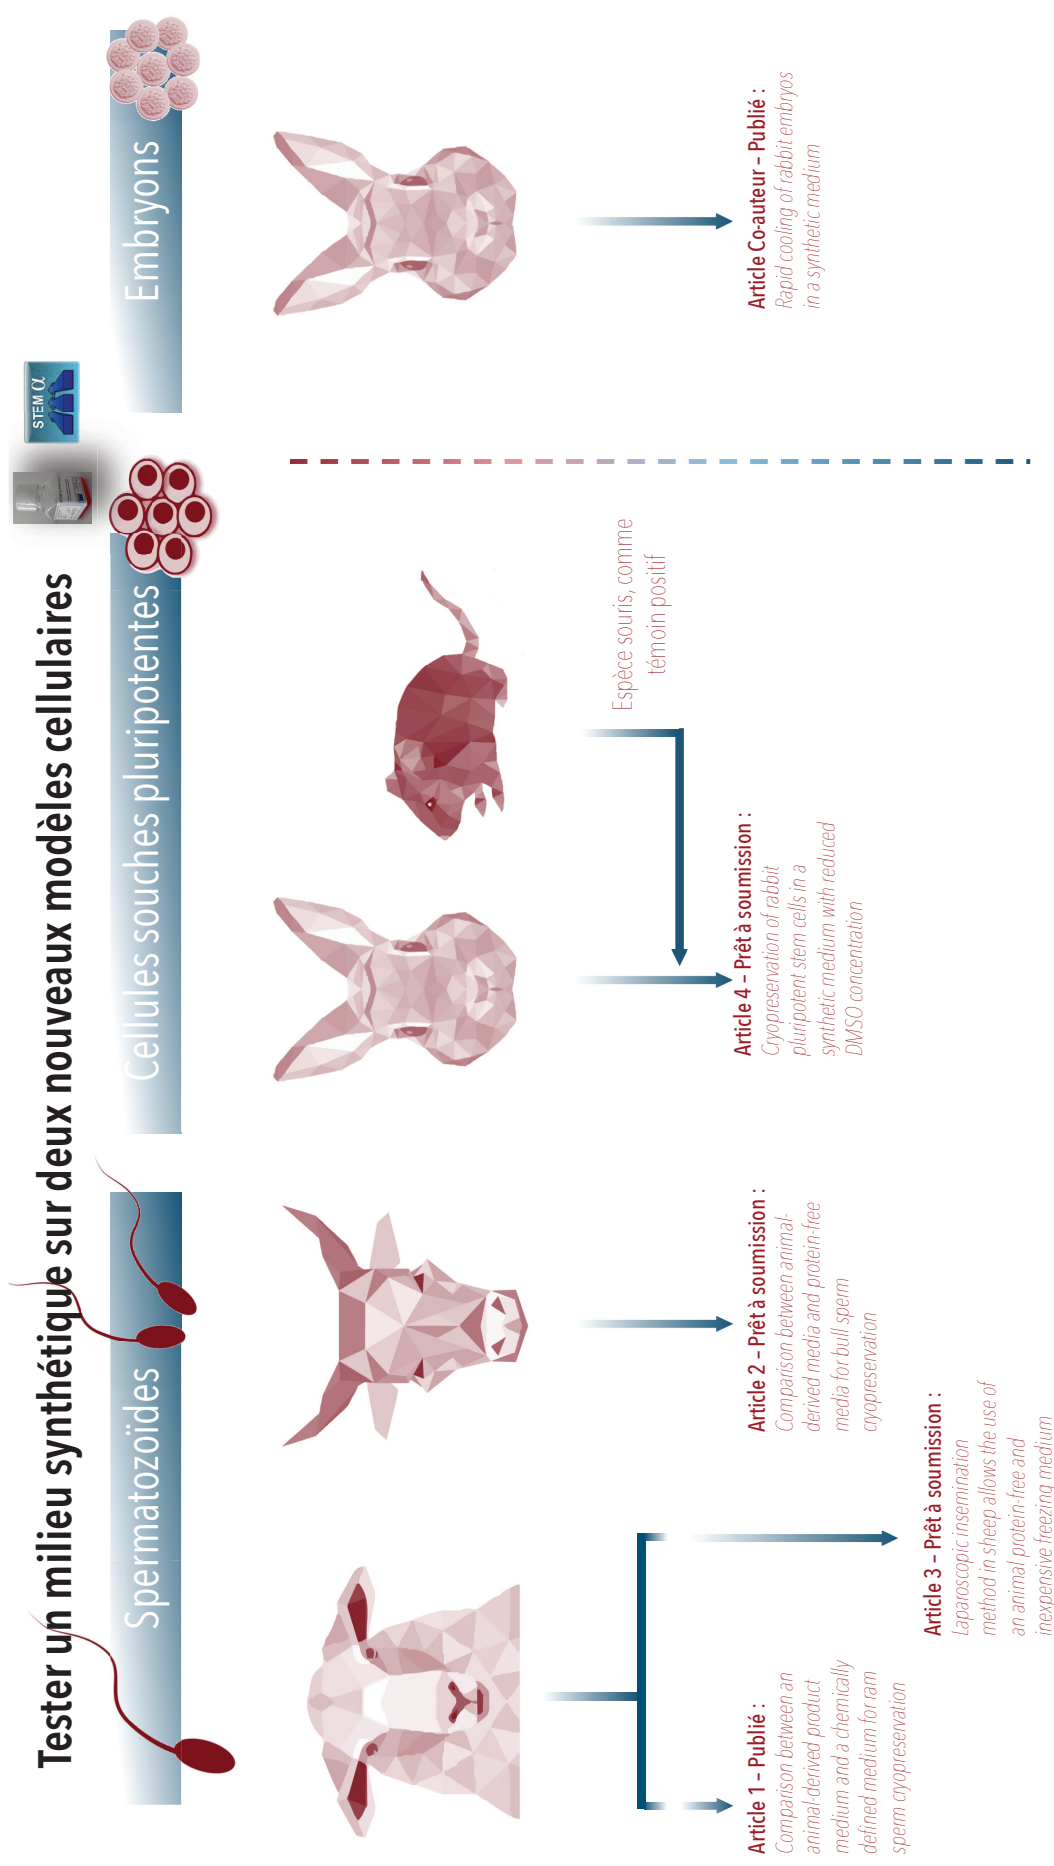 Tester un milieu synthétique sur deux nouveaux modèles cellulaires
STEM α
Spermatozoïdes
Cellules souches pluripotentes
Embryons
Espèce souris, comme
témoin positif
Article 1 – Publié :
Comparison between an
animal-derived product
medium and a chemically
defined medium for ram
sperm cryopreservation
Article 3 – Prêt à soumission :
Laparoscopic insemination
method in sheep allows the use of
an animal protein-free and
inexpensive freezing medium
Article 2 – Prêt à soumission :
Comparison between animal-
derived media and protein-free
media for bull sperm
cryopreservation
Article 4 – Prêt à soumission :
Cryopreservation of rabbit
pluripotent stem cells in a
synthetic medium with reduced
DMSO concentration
Article Co-auteur – Publié :
Rapid cooling of rabbit embryos
in a synthetic medium